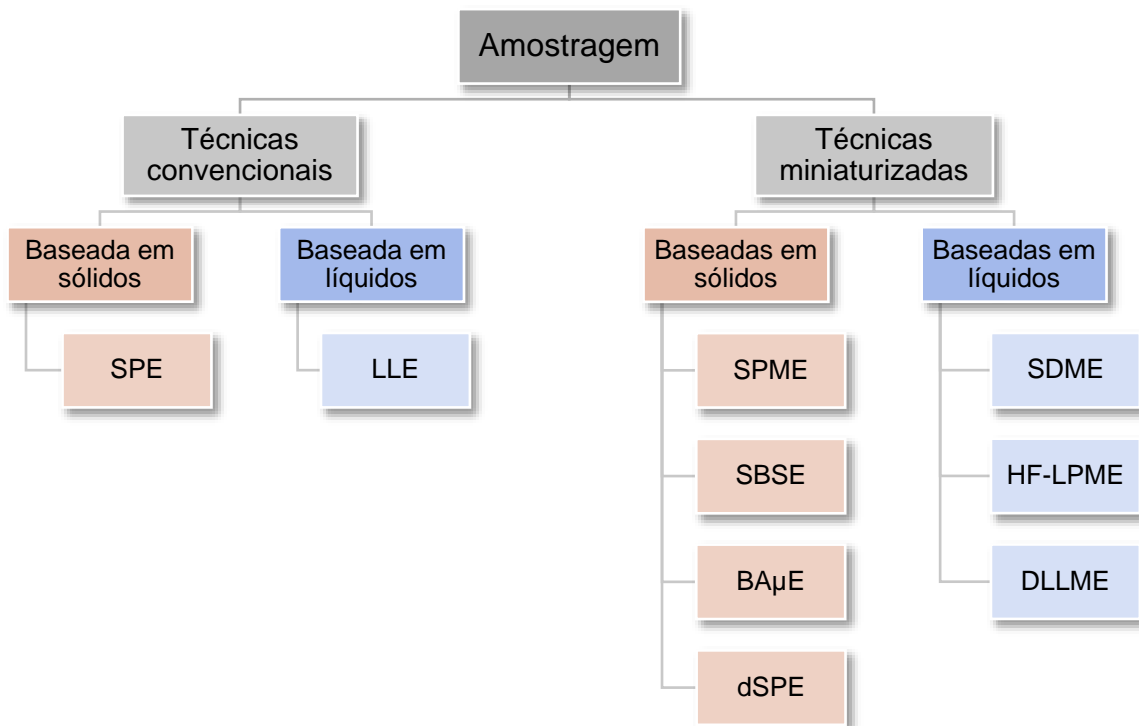 Amostragem
Técnicas
convencionais
Técnicas
miniaturizadas
Baseada em
sólidos
Baseada em
líquidos
Baseadas em
sólidos
Baseadas em
líquidos
SPE
LLE
SPME
SDME
SBSE
HF-LPME
BAµE
DLLME
dSPE